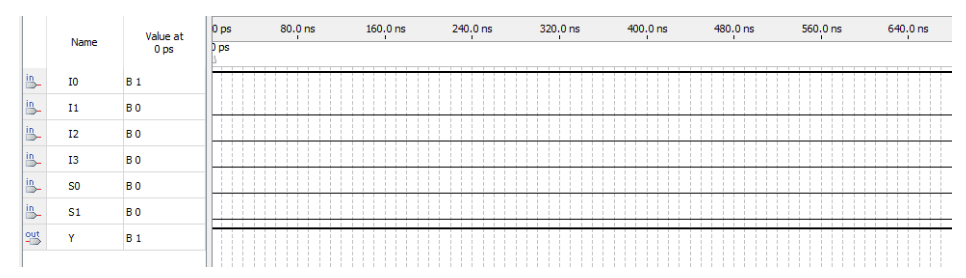 Name Value at 0 ps
0 ps 80.0 ns 160.0 ns 240.0 ns 320.0 ns 400.0 ns 480.0 ns 560.0 ns 640.0 ns
0 ps
in I0 B 1
in I1 B 0
in I2 B 0
in I3 B 0
in S0 B 0
in S1 B 0
out Y B 1